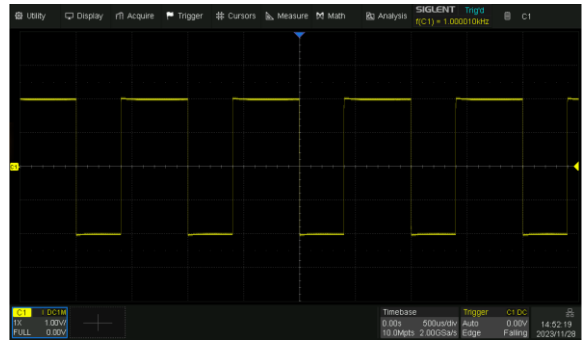 Utility Display Acquire Trigger Cursors Measure Math Analysis SIGLENT Trig'd C1
f(C1) = 1.000010kHz
C1
C1 DC1M
1X 1.00V/
FULL 0.00V
Timebase
0.00s 500us/div
10.0Mpts 2.00GSa/s
Trigger C1 DC
Auto 0.00V
Edge Falling
14:52:19
2023/11/28